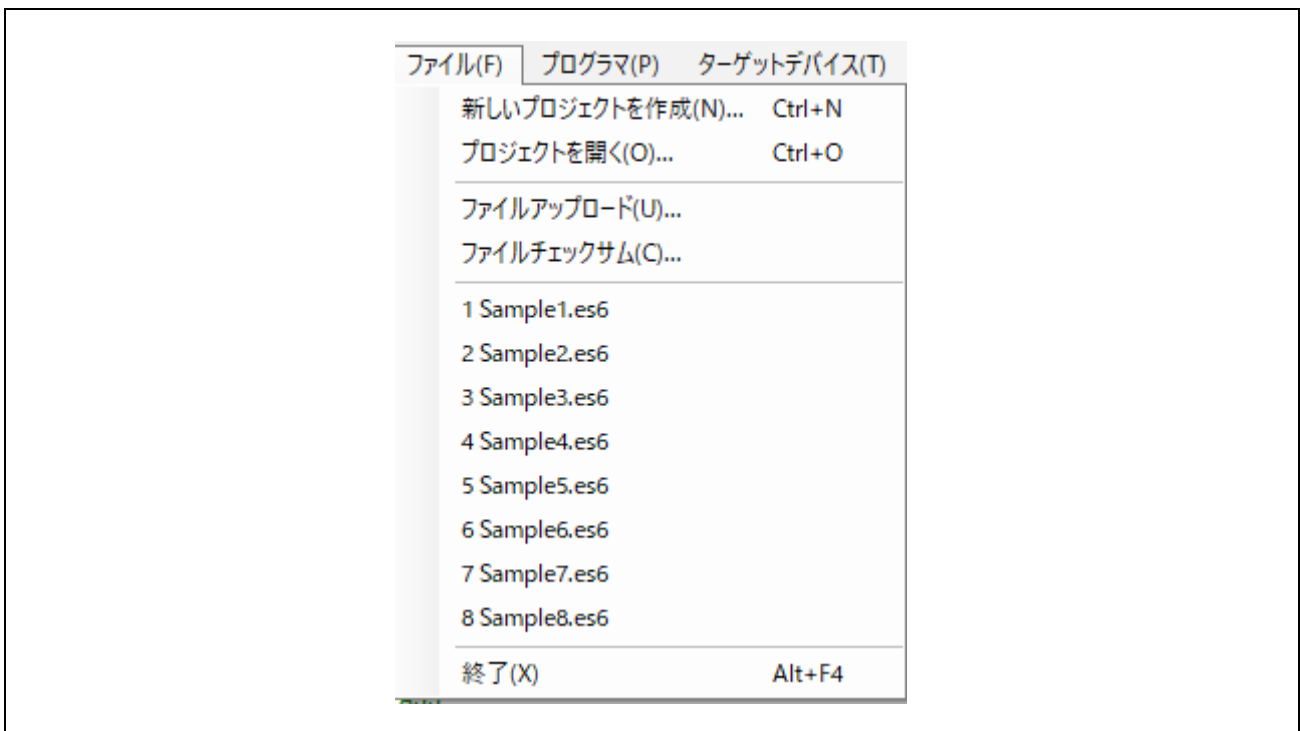 ファイル(F) プログラマ(P) ターゲットデバイス(T)
新しいプロジェクトを作成(N)... Ctrl+N
プロジェクトを開く(O)... Ctrl+O
ファイルアップロード(U)...
ファイルチェックサム(C)...
1 Sample1.es6
2 Sample2.es6
3 Sample3.es6
4 Sample4.es6
5 Sample5.es6
6 Sample6.es6
7 Sample7.es6
8 Sample8.es6
終了(X) Alt+F4